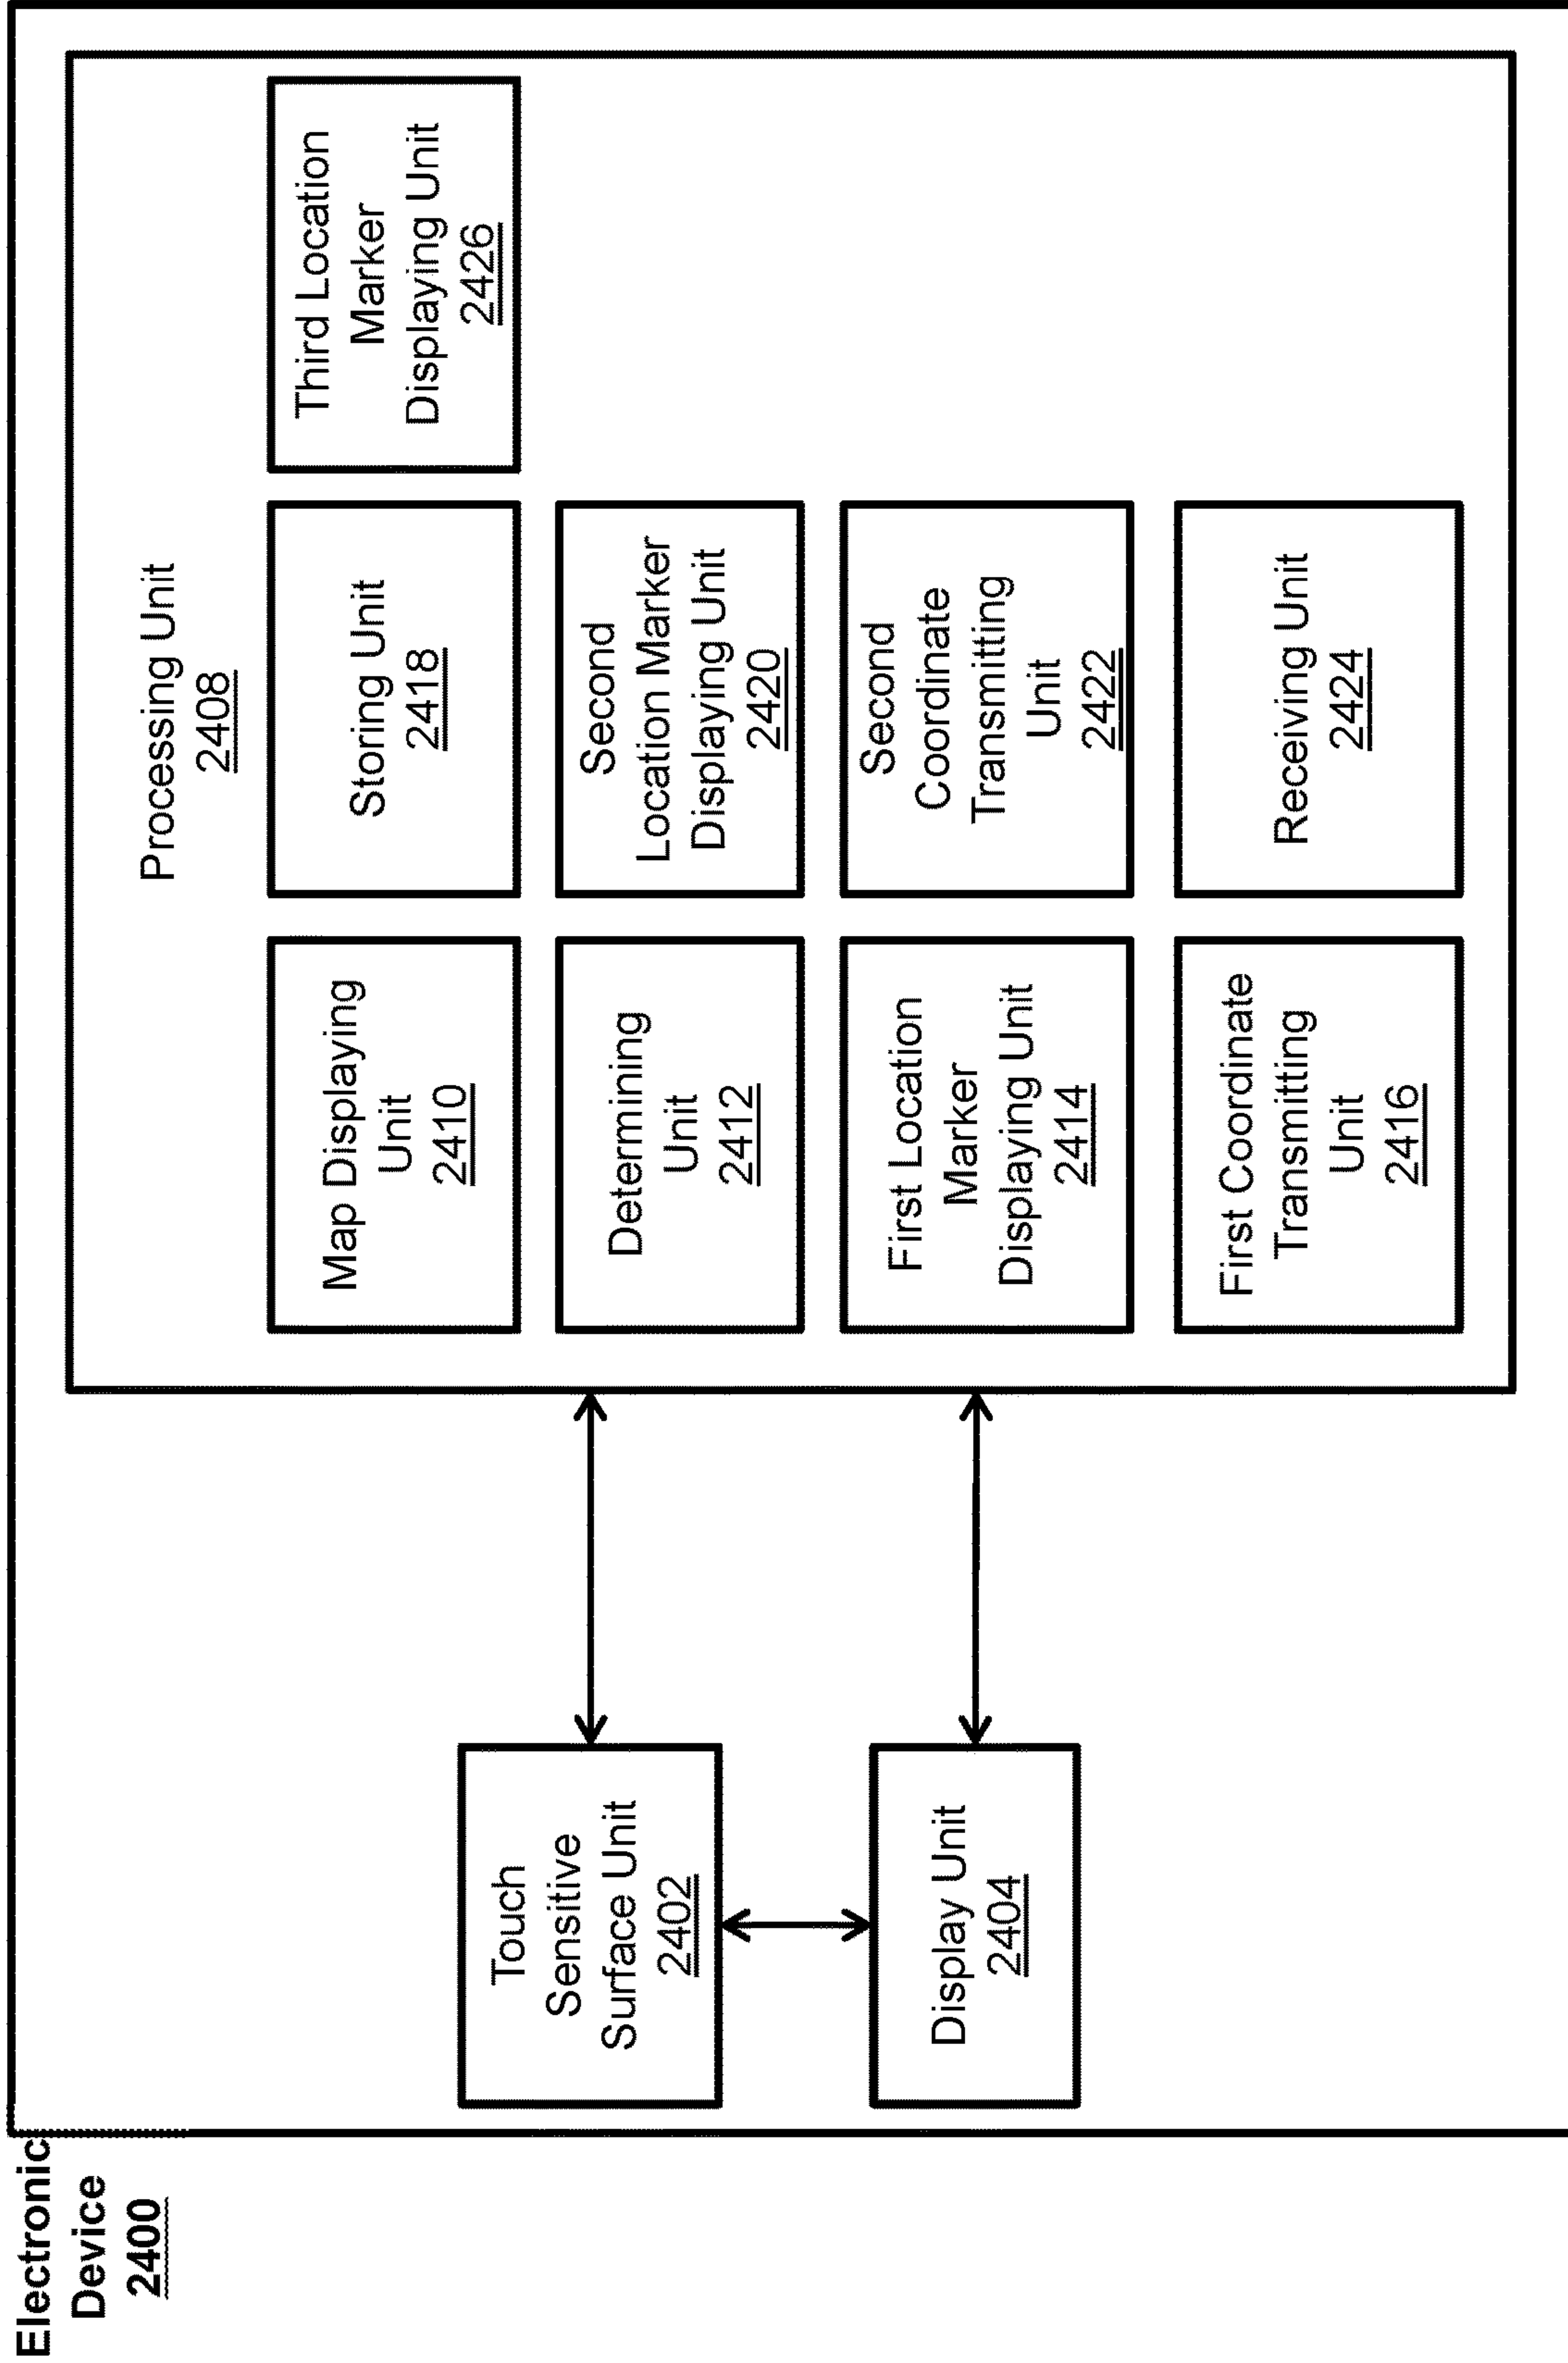 Electronic
Device
2400
Touch
Sensitive
Surface Unit
2402
Display Unit
2404
Processing Unit
2408
Map Displaying
Unit
2410
Determining
Unit
2412
First Location
Marker
Displaying Unit
2414
First Coordinate
Transmitting
Unit
2416
Storing Unit
2418
Second
Location Marker
Displaying Unit
2420
Second
Coordinate
Transmitting
Unit
2422
Receiving Unit
2424
Third Location
Marker
Displaying Unit
2426